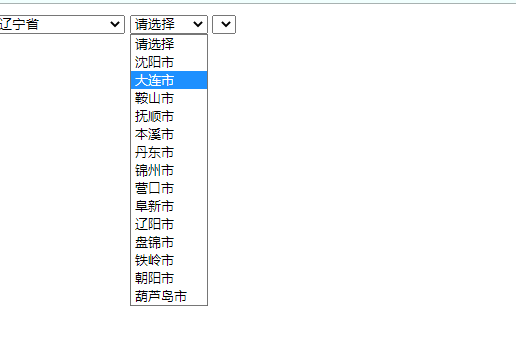 辽宁省 请选择
请选择
沈阳市
大连市
鞍山市
抚顺市
本溪市
丹东市
锦州市
营口市
阜新市
辽阳市
盘锦市
铁岭市
朝阳市
葫芦岛市